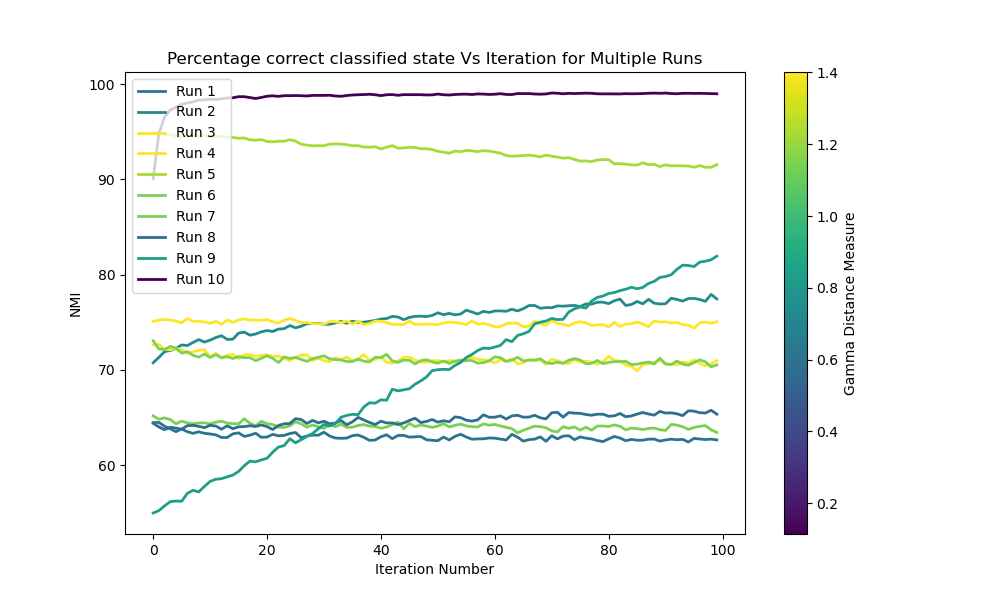 Percentage correct classified state Vs Iteration for Multiple Runs
NMI
100
90
80
70
60
Run 1
Run 2
Run 3
Run 4
Run 5
Run 6
Run 7
Run 8
Run 9
Run 10
0 20 40 60 80 100
Iteration Number
1.4
1.2
1.0
0.8
0.6
0.4
0.2
Gamma Distance Measure